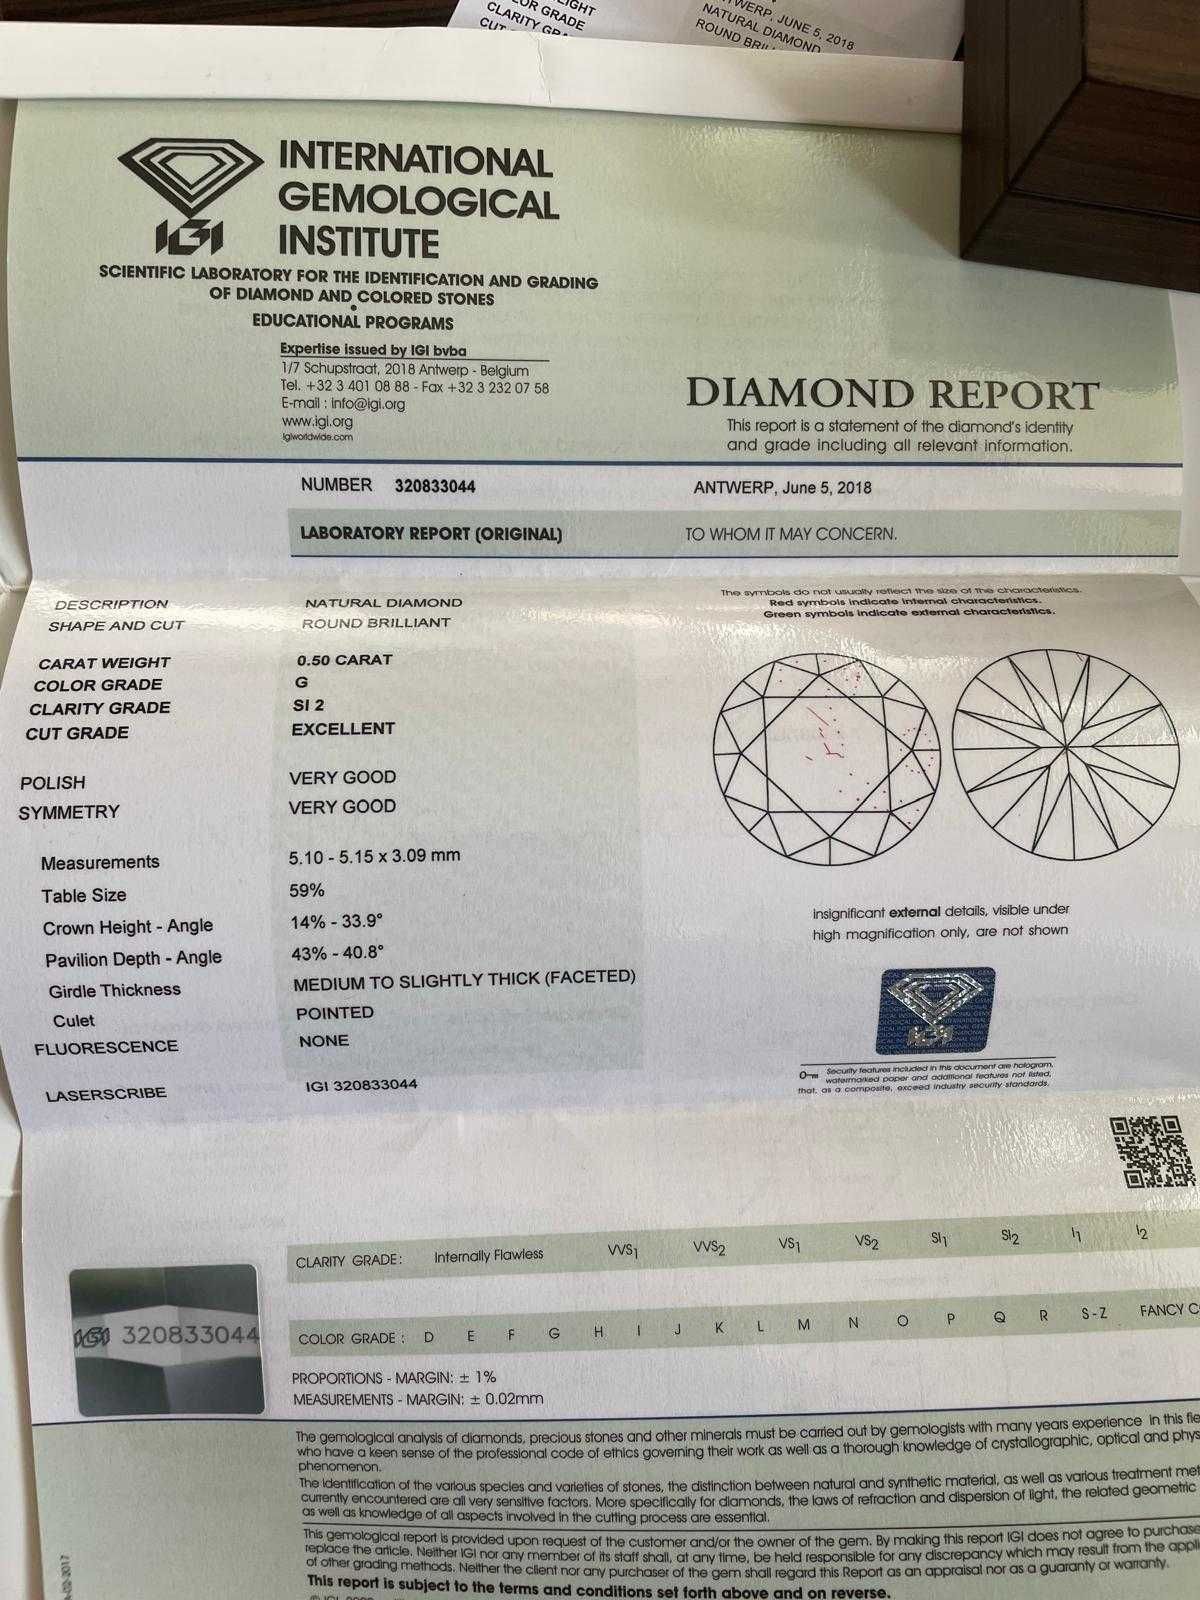 GHT
OR GRADE
CLARITY GRA
CUT
TWERP, JUNE 5, 2018
NATURAL DIAMOND
ROUND BRIL
INTERNATIONAL
GEMOLOGICAL
INSTITUTE
IGI
SCIENTIFIC LABORATORY FOR THE IDENTIFICATION AND GRADING
OF DIAMOND AND COLORED STONES
•
EDUCATIONAL PROGRAMS
Expertise issued by IGI bvba
1/7 Schupstraat, 2018 Antwerp - Belgium
Tel. +32 3 401 08 88 - Fax +32 3 232 07 58
E-mail : info@igi.org
www.igi.org
igiworldwide.com
DIAMOND REPORT
This report is a statement of the diamond's identity
and grade including all relevant information.
NUMBER 320833044
ANTWERP, June 5, 2018
LABORATORY REPORT (ORIGINAL)
TO WHOM IT MAY CONCERN.
DESCRIPTION NATURAL DIAMOND
SHAPE AND CUT ROUND BRILLIANT
CARAT WEIGHT 0.50 CARAT
COLOR GRADE G
CLARITY GRADE SI 2
CUT GRADE EXCELLENT
POLISH VERY GOOD
SYMMETRY VERY GOOD
Measurements 5.10 - 5.15 x 3.09 mm
Table Size 59%
Crown Height - Angle 14% - 33.9°
Pavilion Depth - Angle 43% - 40.8°
Girdle Thickness MEDIUM TO SLIGHTLY THICK (FACETED)
Culet POINTED
FLUORESCENCE NONE
LASERSCRIBE IGI 320833044
The symbols do not usually reflect the size of the characteristics.
Red symbols indicate internal characteristics.
Green symbols indicate external characteristics.
insignificant external details, visible under
high magnification only, are not shown
IGI
Security features included in this document are hologram,
watermarked paper and additional features not listed,
that, as a composite, exceed industry security standards.
CLARITY GRADE: Internally Flawless VVS1 VVS2 VS1 VS2 SI1 SI2 I1 I2
IGI 320833044
COLOR GRADE : D E F G H I J K L M N O P Q R S-Z FANCY C
PROPORTIONS - MARGIN: ± 1%
MEASUREMENTS - MARGIN: ± 0.02mm
The gemological analysis of diamonds, precious stones and other minerals must be carried out by gemologists with many years experience in this fie
who have a keen sense of the professional code of ethics governing their work as well as a thorough knowledge of crystallographic, optical and phys
phenomenon.
The identification of the various species and varieties of stones, the distinction between natural and synthetic material, as well as various treatment met
currently encountered are all very sensitive factors. More specifically for diamonds, the laws of refraction and dispersion of light, the related geometric
as well as knowledge of all aspects involved in the cutting process are essential.
This gemological report is provided upon request of the customer and/or the owner of the gem. By making this report IGI does not agree to purchase
replace the article. Neither IGI nor any member of its staff shall, at any time, be held responsible for any discrepancy which may result from the appli
of other grading methods. Neither the client nor any purchaser of the gem shall regard this Report as an appraisal nor as a guaranty or warranty.
This report is subject to the terms and conditions set forth above and on reverse.
-02-2017